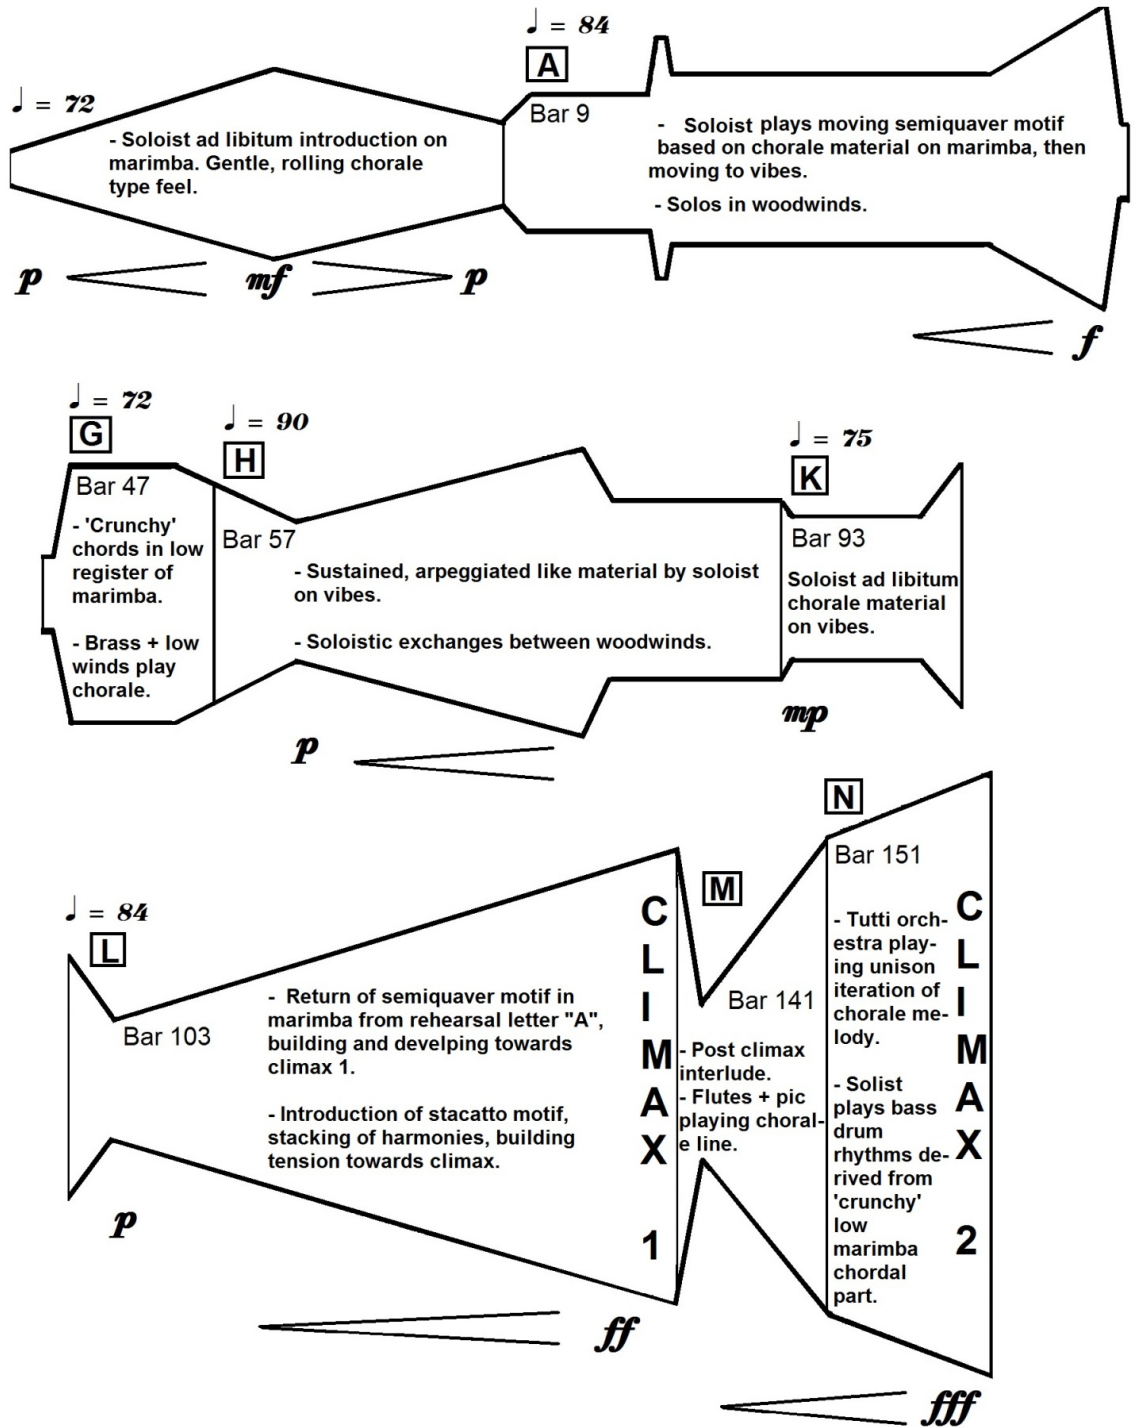 ♩ = 72
- Soloist ad libitum introduction on
marimba. Gentle, rolling chorale
type feel.
p
mf
p
♩ = 84
A
Bar 9
- Soloist plays moving semiquaver motif
based on chorale material on marimba, then
moving to vibes.
- Solos in woodwinds.
f
♩ = 72
G
Bar 47
- 'Crunchy'
chords in low
register of
marimba.
- Brass + low
winds play
chorale.
♩ = 90
H
Bar 57
- Sustained, arpeggiated like material by soloist
on vibes.
- Soloistic exchanges between woodwinds.
p
♩ = 75
K
Bar 93
Soloist ad libitum
chorale material
on vibes.
mp
♩ = 84
L
Bar 103
- Return of semiquaver motif in
marimba from rehearsal letter "A",
building and develping towards
climax 1.
- Introduction of stacatto motif,
stacking of harmonies, building
tension towards climax.
p
CLIMAX 1
ff
M
Bar 141
- Post climax
interlude.
- Flutes + pic
playing choral-
e line.
N
Bar 151
- Tutti orch-
estra play-
ing unison
iteration of
chorale me-
lody.
- Solist
plays bass
drum
rhythms de-
rived from
'crunchy'
low
marimba
chordal
part.
CLIMAX 2
fff